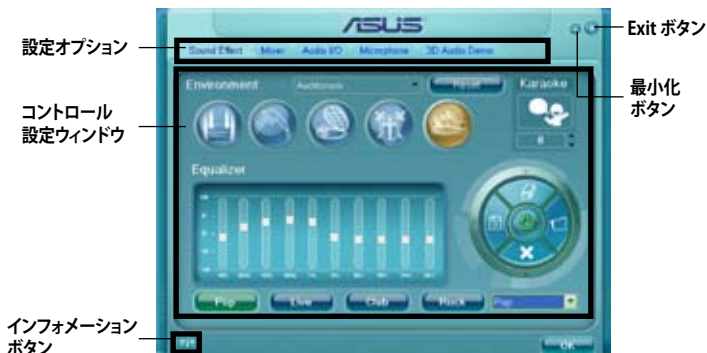 ASUS
Exit ボタン
設定オプション
Sound Effect Mixer Audio I/O Microphone 3D Audio Demo
最小化
ボタン
Environment Auditorium Reset Karaoke
コントロール
設定ウィンドウ
0
Equalizer
Pop Live Club Rock Pop
インフォメーション
ボタン
OK